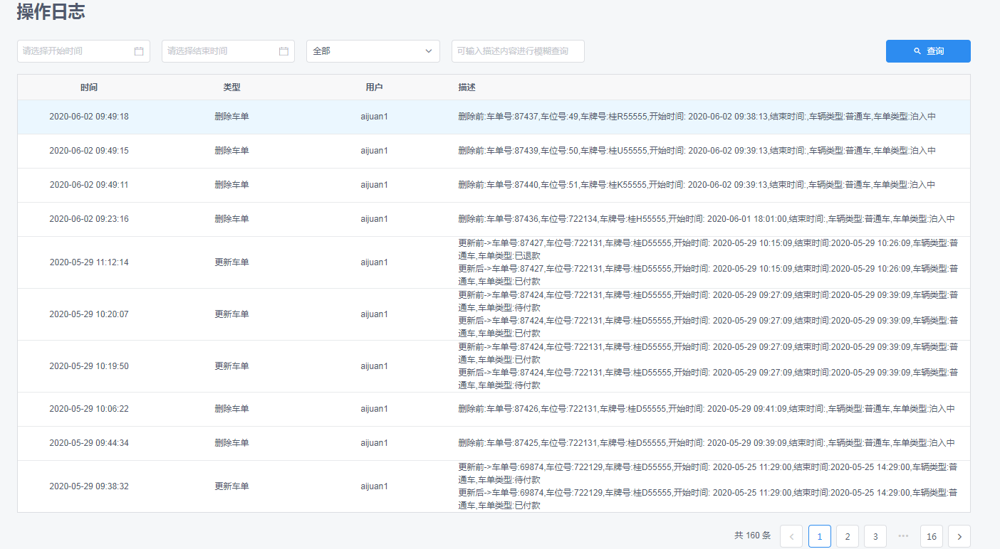 操作日志
请选择开始时间 请选择结束时间 全部 可输入描述内容进行模糊查询 查询
时间 类型 用户 描述
2020-06-02 09:49:18 删除车单 aijuan1 删除前:车单号:87437,车位号:49,车牌号:桂R55555,开始时间: 2020-06-02 09:38:13,结束时间:,车辆类型:普通车,车单类型:泊入中
2020-06-02 09:49:15 删除车单 aijuan1 删除前:车单号:87439,车位号:50,车牌号:桂U55555,开始时间: 2020-06-02 09:39:13,结束时间:,车辆类型:普通车,车单类型:泊入中
2020-06-02 09:49:11 删除车单 aijuan1 删除前:车单号:87440,车位号:51,车牌号:桂K55555,开始时间: 2020-06-02 09:39:13,结束时间:,车辆类型:普通车,车单类型:泊入中
2020-06-02 09:23:16 删除车单 aijuan1 删除前:车单号:87436,车位号:722134,车牌号:桂H55555,开始时间: 2020-06-01 18:01:00,结束时间:,车辆类型:普通车,车单类型:泊入中
2020-05-29 11:12:14 更新车单 aijuan1
更新前->车单号:87427,车位号:722131,车牌号:桂D55555,开始时间: 2020-05-29 10:15:09,结束时间:2020-05-29 10:26:09,车辆类型:普
通车,车单类型:已退款
更新后->车单号:87427,车位号:722131,车牌号:桂D55555,开始时间: 2020-05-29 10:15:09,结束时间:2020-05-29 10:26:09,车辆类型:普
通车,车单类型:已付款
2020-05-29 10:20:07 更新车单 aijuan1
更新前->车单号:87424,车位号:722131,车牌号:桂D55555,开始时间: 2020-05-29 09:27:09,结束时间:2020-05-29 09:39:09,车辆类型:普
通车,车单类型:待付款
更新后->车单号:87424,车位号:722131,车牌号:桂D55555,开始时间: 2020-05-29 09:27:09,结束时间:2020-05-29 09:39:09,车辆类型:普
通车,车单类型:已付款
2020-05-29 10:19:50 更新车单 aijuan1
更新前->车单号:87424,车位号:722131,车牌号:桂D55555,开始时间: 2020-05-29 09:27:09,结束时间:2020-05-29 09:39:09,车辆类型:普
通车,车单类型:已付款
更新后->车单号:87424,车位号:722131,车牌号:桂D55555,开始时间: 2020-05-29 09:27:09,结束时间:2020-05-29 09:39:09,车辆类型:普
通车,车单类型:待付款
2020-05-29 10:06:22 删除车单 aijuan1 删除前:车单号:87426,车位号:722131,车牌号:桂D55555,开始时间: 2020-05-29 09:41:09,结束时间:,车辆类型:普通车,车单类型:泊入中
2020-05-29 09:44:34 删除车单 aijuan1 删除前:车单号:87425,车位号:722131,车牌号:桂D55555,开始时间: 2020-05-29 09:39:09,结束时间:,车辆类型:普通车,车单类型:泊入中
2020-05-29 09:38:32 更新车单 aijuan1
更新前->车单号:69874,车位号:722129,车牌号:桂D55555,开始时间: 2020-05-25 11:29:00,结束时间:2020-05-25 14:29:00,车辆类型:普
通车,车单类型:待付款
更新后->车单号:69874,车位号:722129,车牌号:桂D55555,开始时间: 2020-05-25 11:29:00,结束时间:2020-05-25 14:29:00,车辆类型:普
通车,车单类型:已付款
共 160 条 < 1 2 3 ••• 16 >